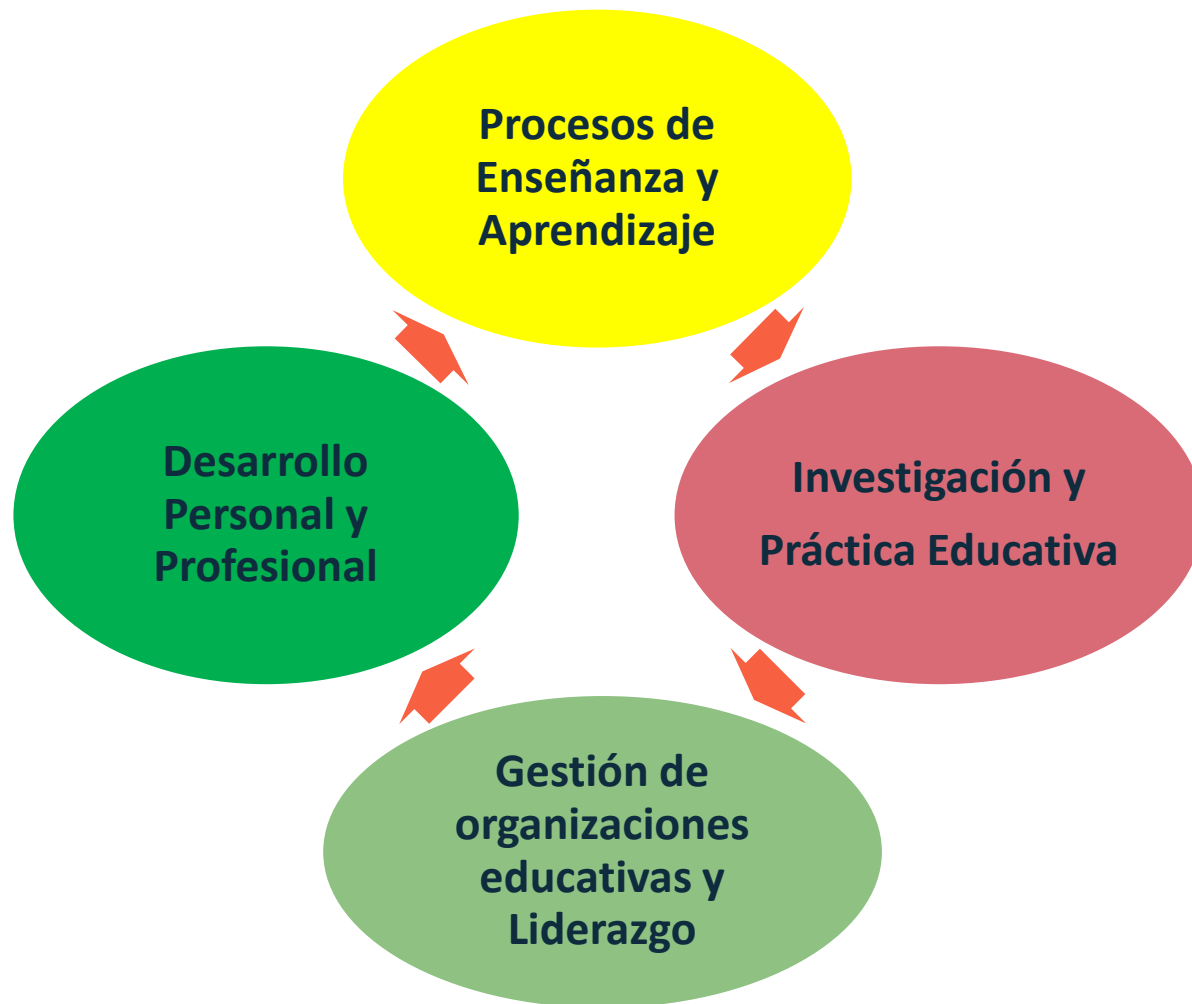 Procesos de
Enseñanza y
Aprendizaje
Desarrollo
Personal y
Profesional
Investigación y
Práctica Educativa
Gestión de
organizaciones
educativas y
Liderazgo